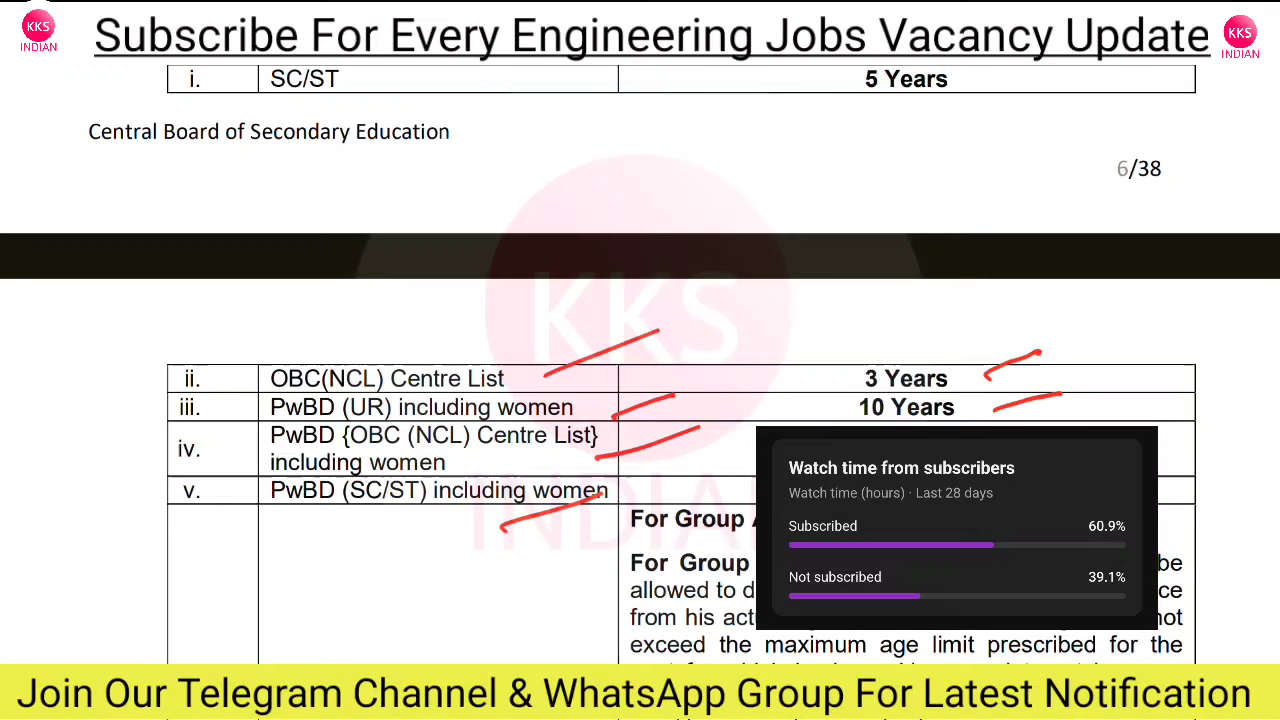 KKS
INDIAN
Subscribe For Every Engineering Jobs Vacancy Update
KKS
INDIAN
i. SC/ST 5 Years
Central Board of Secondary Education
6/38
KKS
INDIAN
ii. OBC(NCL) Centre List 3 Years
iii. PwBD (UR) including women 10 Years
iv. PwBD {OBC (NCL) Centre List}
including women
v. PwBD (SC/ST) including women
For Group
For Group be
allowed to
from his not
exceed the maximum age limit prescribed for the
Watch time from subscribers
Watch time (hours) · Last 28 days
Subscribed 60.9%
Not subscribed 39.1%
Join Our Telegram Channel & WhatsApp Group For Latest Notification